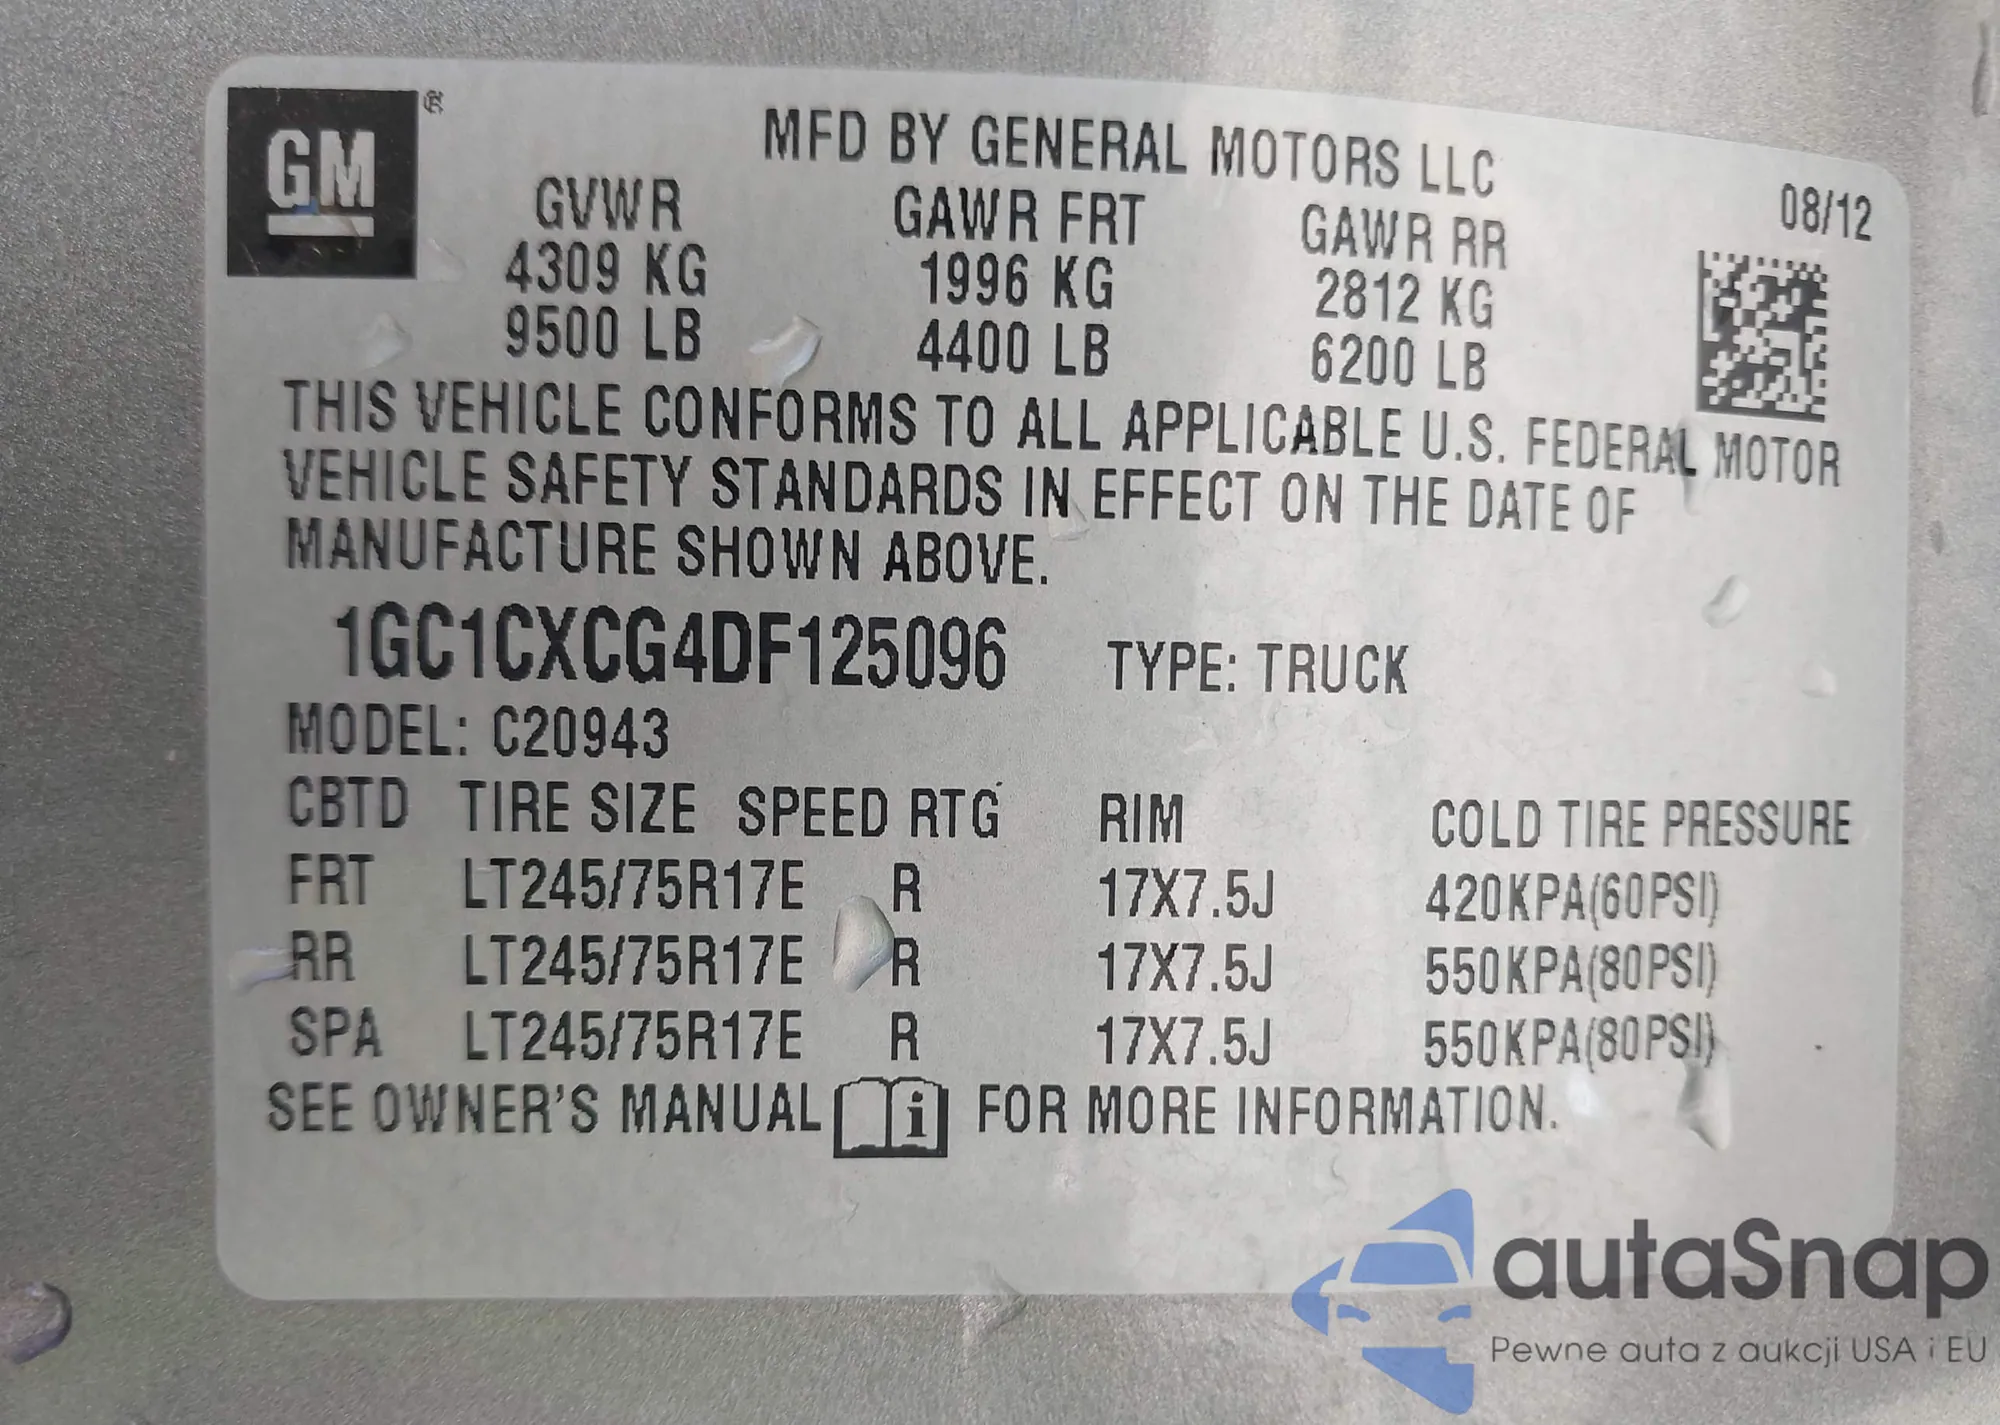 GM®
MFD BY GENERAL MOTORS LLC
08/12
GVWR GAWR FRT GAWR RR
4309 KG 1996 KG 2812 KG
9500 LB 4400 LB 6200 LB
THIS VEHICLE CONFORMS TO ALL APPLICABLE U.S. FEDERAL MOTOR
VEHICLE SAFETY STANDARDS IN EFFECT ON THE DATE OF
MANUFACTURE SHOWN ABOVE.
1GC1CXCG4DF125096 TYPE: TRUCK
MODEL: C20943
CBTD TIRE SIZE SPEED RTG RIM COLD TIRE PRESSURE
FRT LT245/75R17E R 17X7.5J 420KPA(60PSI)
RR LT245/75R17E R 17X7.5J 550KPA(80PSI)
SPA LT245/75R17E R 17X7.5J 550KPA(80PSI)
SEE OWNER'S MANUAL i FOR MORE INFORMATION.
autaSnap
Pewne auta z aukcji USA i EU